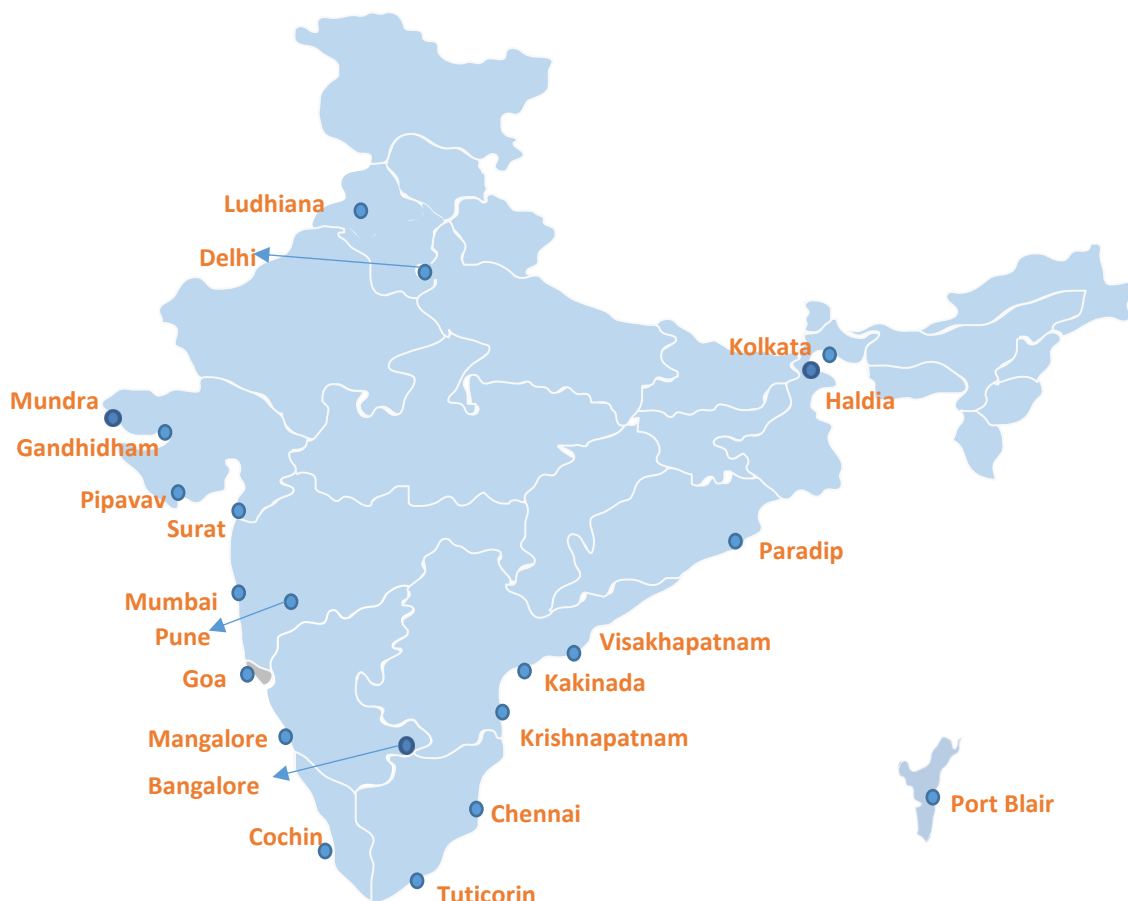 Ludhiana
Delhi
Kolkata
Mundra
Haldia
Gandhidham
Pipavav
Surat
Paradip
Mumbai
Pune
Visakhapatnam
Goa
Kakinada
Mangalore
Krishnapatnam
Bangalore
Port Blair
Chennai
Cochin
Tuticorin